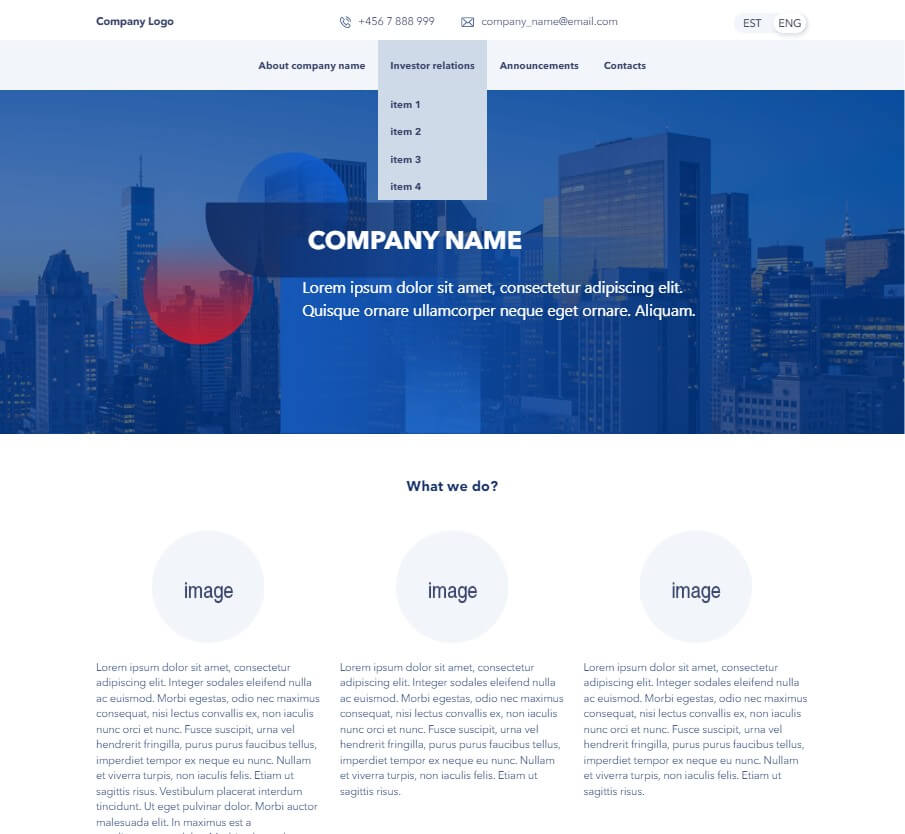 Company Logo
+456 7 888 999
company_name@email.com
EST
ENG
About company name
Investor relations
Announcements
Contacts
item 1
item 2
item 3
item 4
COMPANY NAME
Lorem ipsum dolor sit amet, consectetur adipiscing elit.
Quisque ornare ullamcorper neque eget ornare. Aliquam.
What we do?
image
Lorem ipsum dolor sit amet, consectetur
adipiscing elit. Integer sodales eleifend nulla
ac euismod. Morbi egestas, odio nec maximus
consequat, nisi lectus convallis ex, non iaculis
nunc orci et nunc. Fusce suscipit, urna vel
hendrerit fringilla, purus purus faucibus tellus,
imperdiet tempor ex neque eu nunc. Nullam
et viverra turpis, non iaculis felis. Etiam ut
sagittis risus. Vestibulum placerat interdum
tincidunt. Ut eget pulvinar dolor. Morbi auctor
malesuada elit. In maximus est a
image
Lorem ipsum dolor sit amet, consectetur
adipiscing elit. Integer sodales eleifend nulla
ac euismod. Morbi egestas, odio nec maximus
consequat, nisi lectus convallis ex, non iaculis
nunc orci et nunc. Fusce suscipit, urna vel
hendrerit fringilla, purus purus faucibus tellus,
imperdiet tempor ex neque eu nunc. Nullam
et viverra turpis, non iaculis felis. Etiam ut
sagittis risus.
image
Lorem ipsum dolor sit amet, consectetur
adipiscing elit. Integer sodales eleifend nulla
ac euismod. Morbi egestas, odio nec maximus
consequat, nisi lectus convallis ex, non iaculis
nunc orci et nunc. Fusce suscipit, urna vel
hendrerit fringilla, purus purus faucibus tellus,
imperdiet tempor ex neque eu nunc. Nullam
et viverra turpis, non iaculis felis. Etiam ut
sagittis risus.